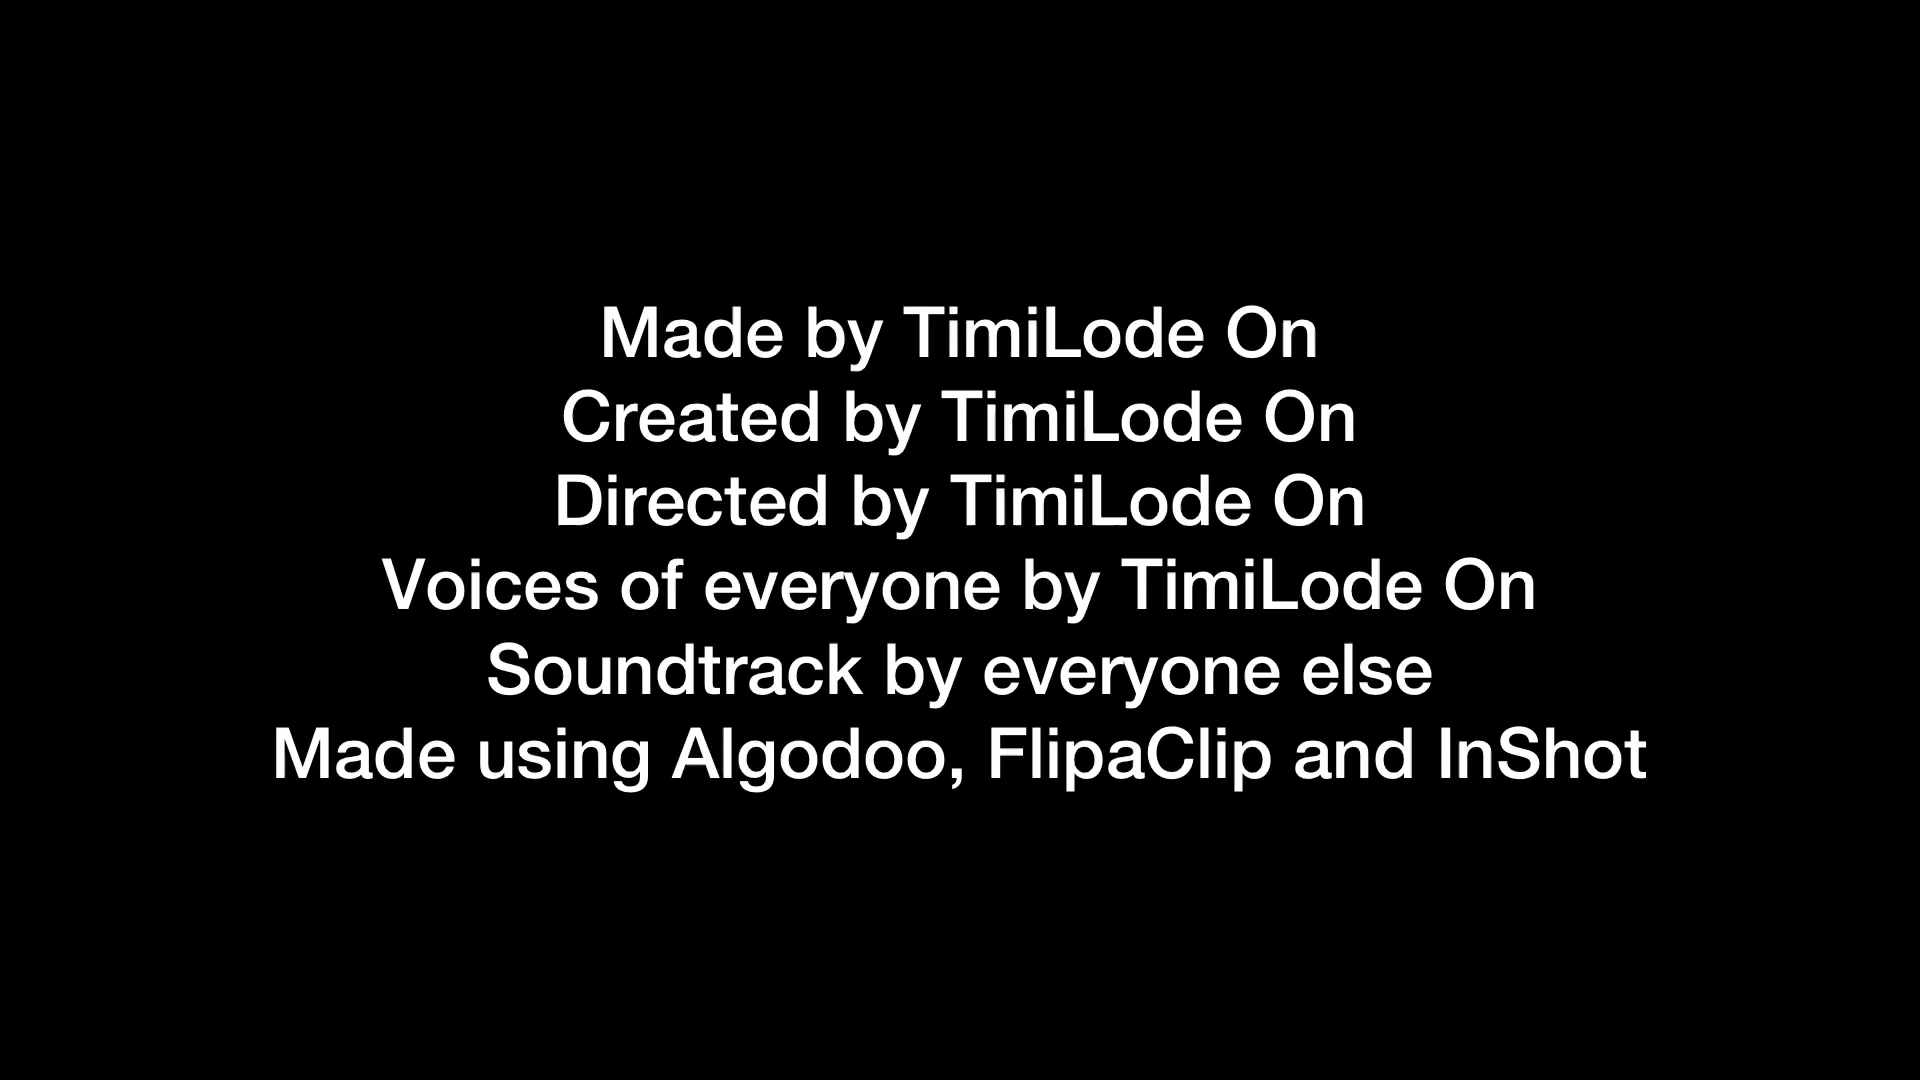 Made by TimiLode On
Created by TimiLode On
Directed by TimiLode On
Voices of everyone by TimiLode On
Soundtrack by everyone else
Made using Algodoo, FlipaClip and InShot